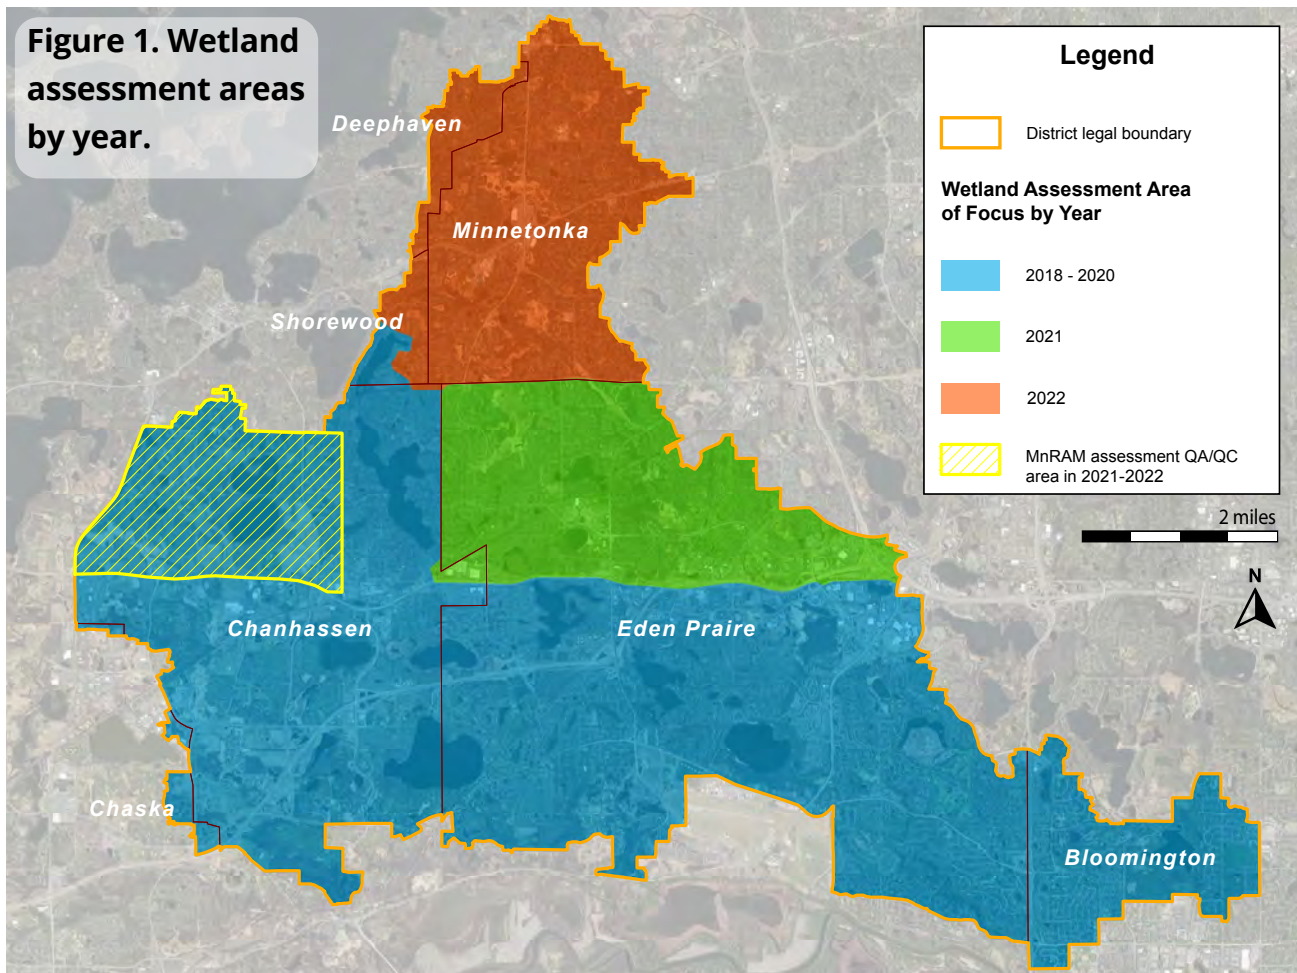 Figure 1. Wetland
assessment areas
by year.
Legend
District legal boundary
Wetland Assessment Area
of Focus by Year
2018 - 2020
2021
2022
MnRAM assessment QA/QC
area in 2021-2022
2 miles
N
Deephaven
Minnetonka
Shorewood
Chanhassen
Eden Praire
Chaska
Bloomington